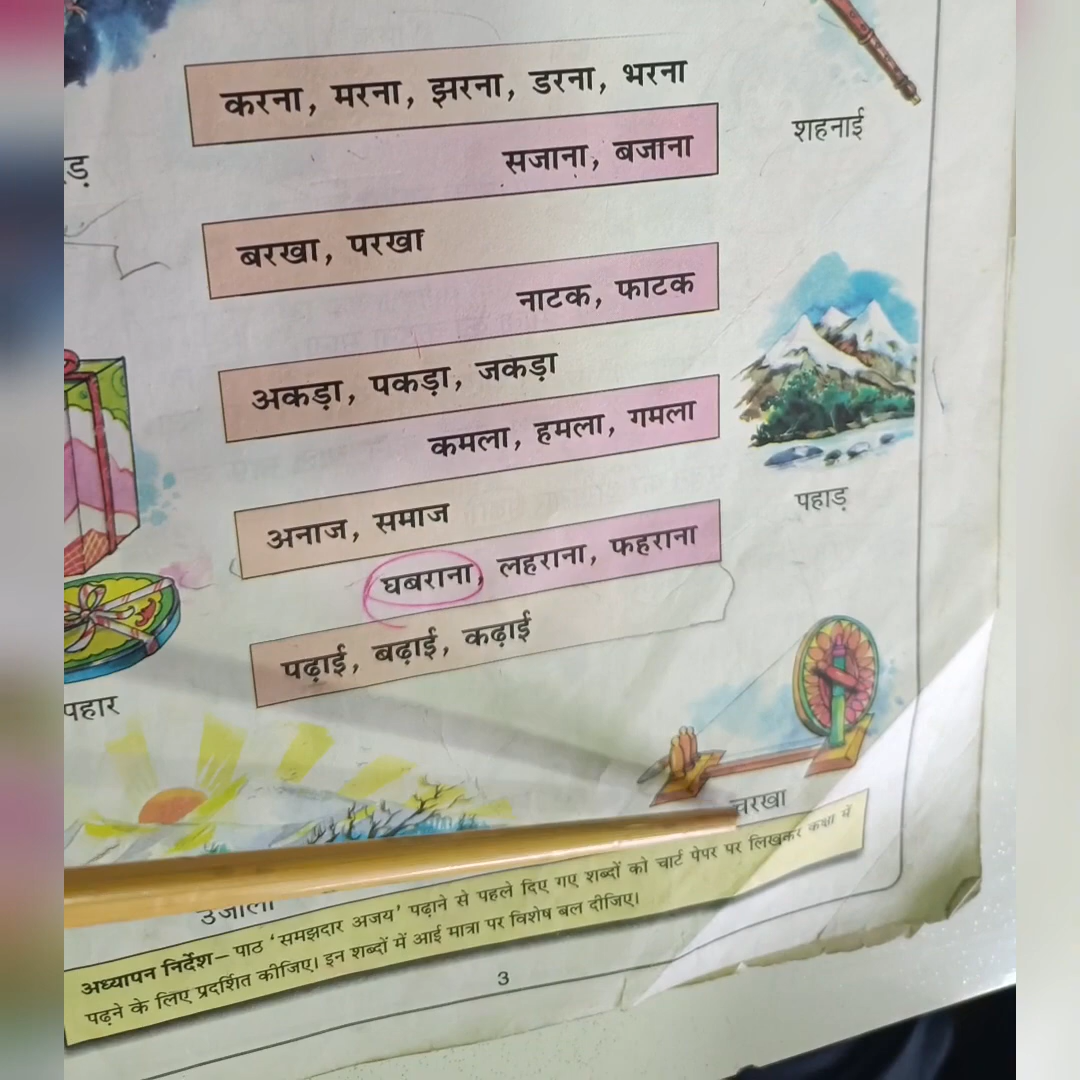 करना, मरना, झरना, डरना, भरना
शहनाई
सजाना, बजाना
बरखा, परखा
नाटक, फाटक
अकड़ा, पकड़ा, जकड़ा
कमला, हमला, गमला
पहाड़
अनाज, समाज
घबराना, लहराना, फहराना
पढ़ाई, बढ़ाई, कढ़ाई
पहार
चरखा
उजाला
अध्यापन निर्देश– पाठ 'समझदार अजय' पढ़ाने से पहले दिए गए शब्दों को चार्ट पेपर पर लिखकर कक्षा में
पढ़ने के लिए प्रदर्शित कीजिए। इन शब्दों में आई मात्रा पर विशेष बल दीजिए।
3